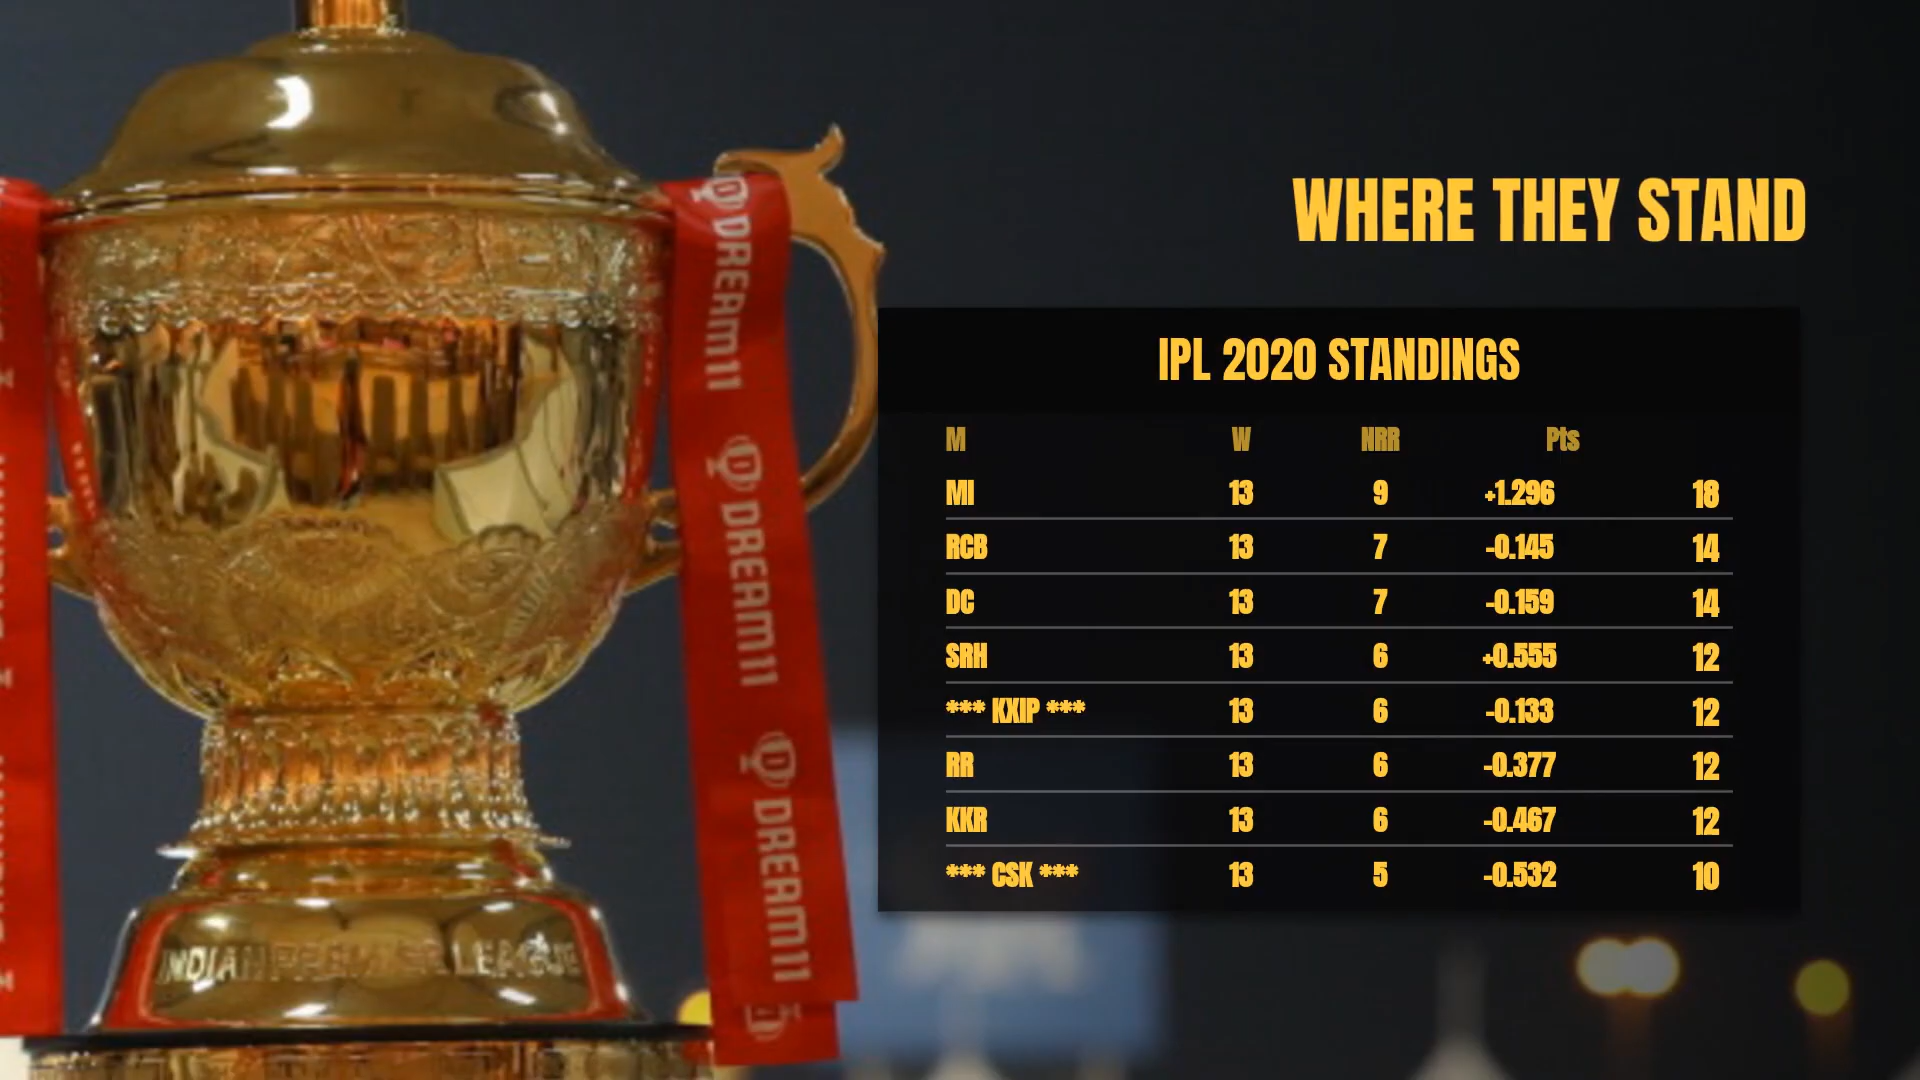 WHERE THEY STAND
IPL 2020 STANDINGS
M W NRR Pts
MI 13 9 +1.296 18
RCB 13 7 -0.145 14
DC 13 7 -0.159 14
SRH 13 6 +0.555 12
*** KXIP *** 13 6 -0.133 12
RR 13 6 -0.377 12
KKR 13 6 -0.467 12
*** CSK *** 13 5 -0.532 10
DREAM11
DREAM11
DREAM11
INDIAN PREMIER LEAGUE